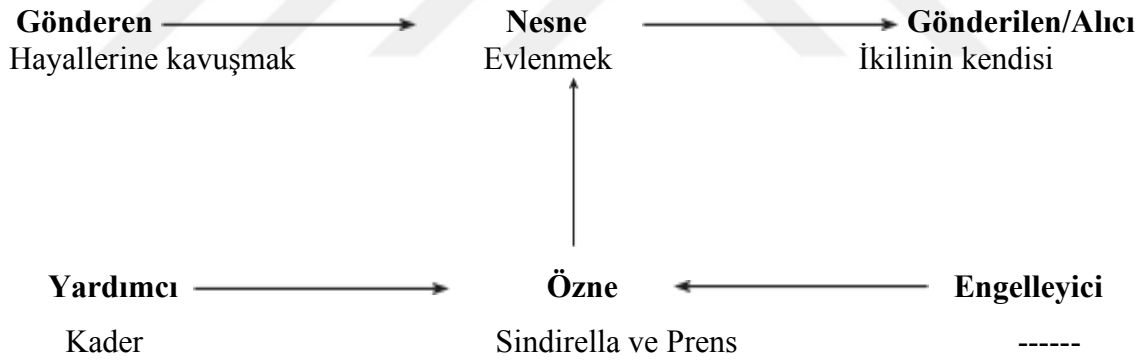 Gönderen Nesne Gönderilen/Alıcı
Hayallerine kavuşmak Evlenmek İkilinin kendisi
Yardımcı Özne Engelleyici
Kader Sindirella ve Prens ------